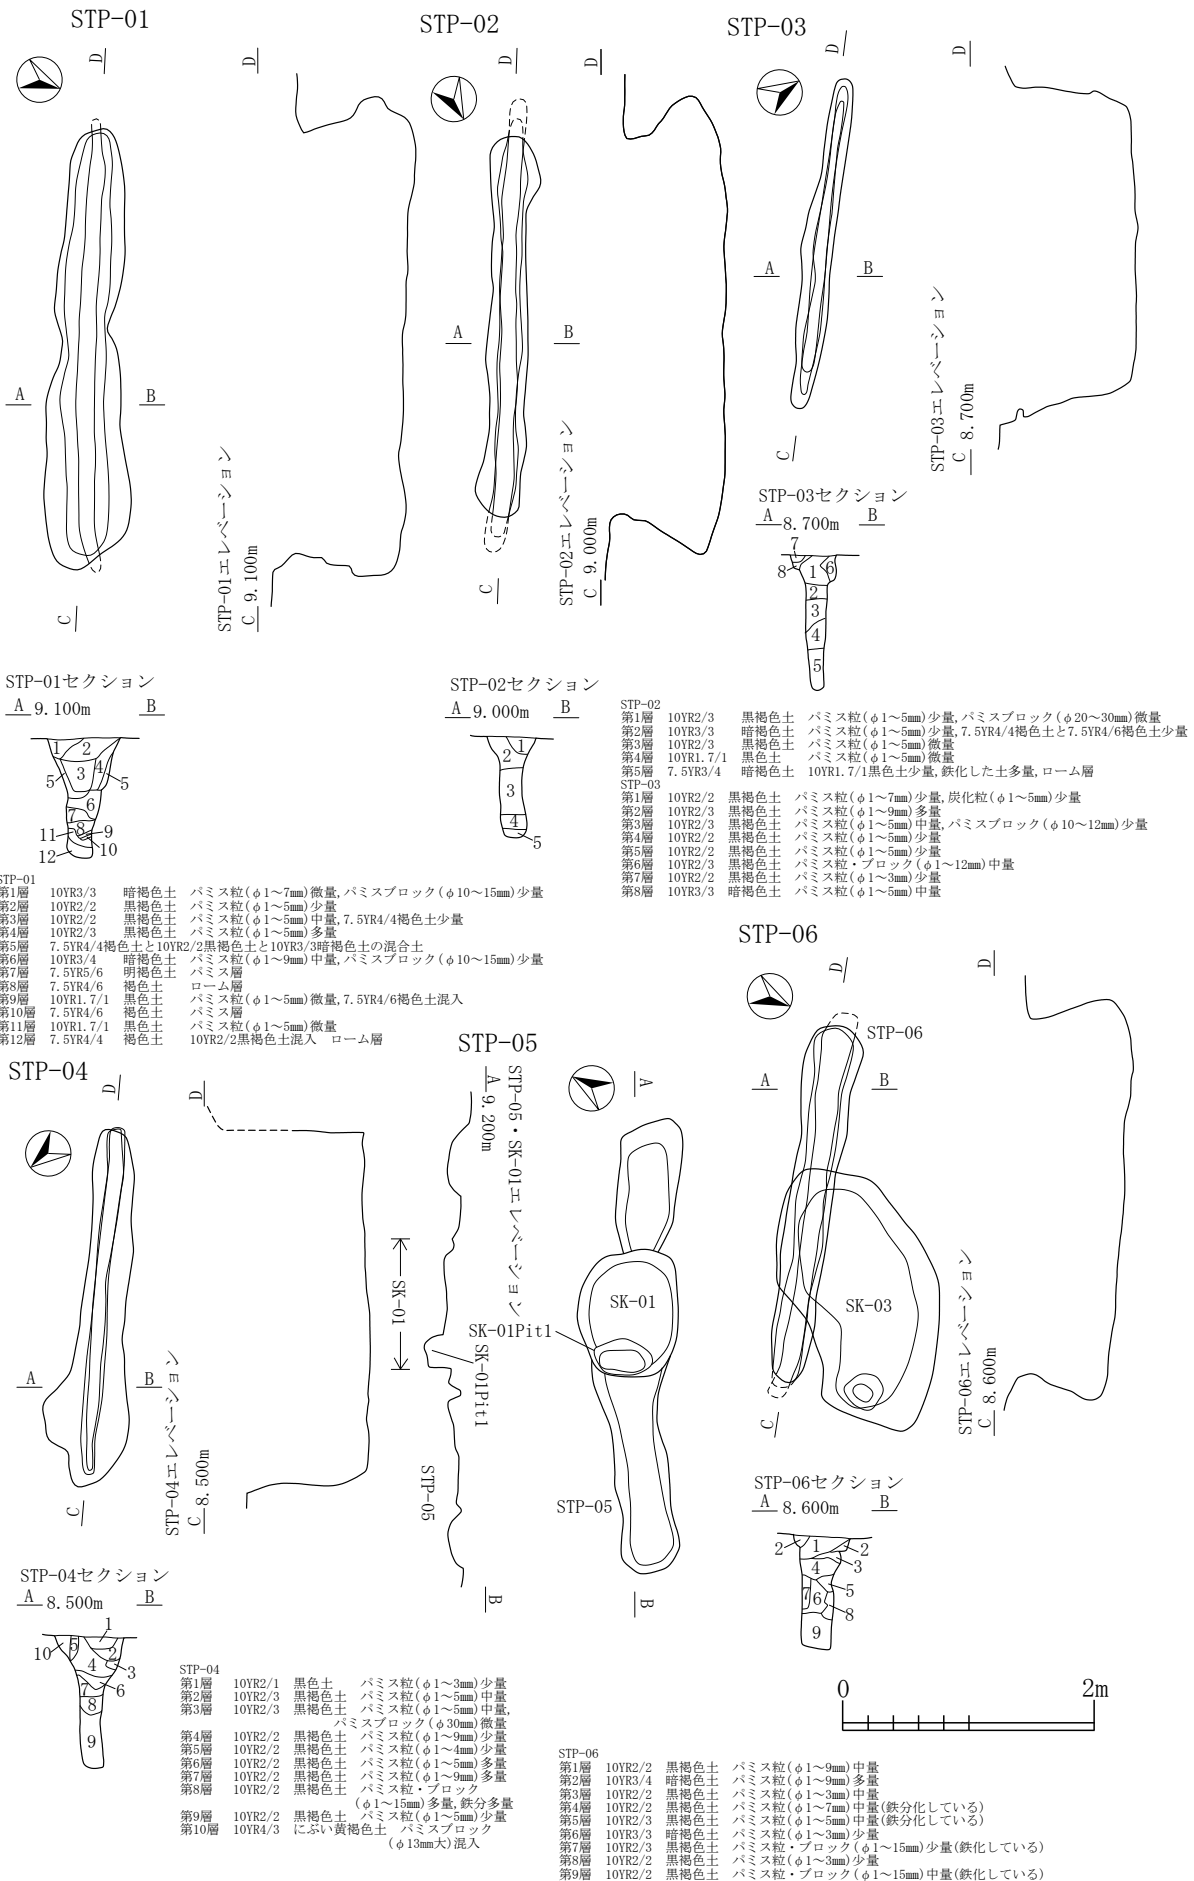 STP-01
D
D
A
B
C
STP-01エレベーション
C 9.100m
STP-01セクション
A 9.100m B
1
2
3
4
5
5
6
7
8
9
10
11
12
STP-01
第1層 10YR3/3 暗褐色土 パミス粒(φ1～7㎜)微量,パミスブロック(φ10～15㎜)少量
第2層 10YR2/2 黒褐色土 パミス粒(φ1～5㎜)少量
第3層 10YR2/2 黒褐色土 パミス粒(φ1～5㎜)中量,7.5YR4/4褐色土少量
第4層 10YR2/3 黒褐色土 パミス粒(φ1～5㎜)多量
第5層 7.5YR4/4褐色土と10YR2/2黒褐色土と10YR3/3暗褐色土の混合土
第6層 10YR3/4 暗褐色土 パミス粒(φ1～9㎜)中量,パミスブロック(φ10～15㎜)少量
第7層 7.5YR5/6 明褐色土 パミス層
第8層 7.5YR4/6 褐色土 ローム層
第9層 10YR1.7/1 黒色土 パミス粒(φ1～5㎜)微量,7.5YR4/6褐色土混入
第10層 7.5YR4/6 褐色土 パミス層
第11層 10YR1.7/1 黒色土 パミス粒(φ1～5㎜)微量
第12層 7.5YR4/4 褐色土 10YR2/2黒褐色土混入 ローム層
STP-02
D
D
A
B
C
STP-02エレベーション
C 9.000m
STP-02セクション
A 9.000m B
1
2
3
4
5
STP-03
D
D
A
B
C
STP-03エレベーション
C 8.700m
STP-03セクション
A 8.700m B
7
8
1
6
2
3
4
5
STP-02
第1層 10YR2/3 黒褐色土 パミス粒(φ1～5㎜)少量,パミスブロック(φ20～30㎜)微量
第2層 10YR3/3 暗褐色土 パミス粒(φ1～5㎜)少量,7.5YR4/4褐色土と7.5YR4/6褐色土少量
第3層 10YR2/3 黒褐色土 パミス粒(φ1～5㎜)微量
第4層 10YR1.7/1 黒色土 パミス粒(φ1～5㎜)微量
第5層 7.5YR3/4 暗褐色土 10YR1.7/1黒色土少量,鉄化した土多量,ローム層
STP-03
第1層 10YR2/2 黒褐色土 パミス粒(φ1～7㎜)少量,炭化粒(φ1～5㎜)少量
第2層 10YR2/3 黒褐色土 パミス粒(φ1～9㎜)多量
第3層 10YR2/3 黒褐色土 パミス粒(φ1～5㎜)中量,パミスブロック(φ10～12㎜)少量
第4層 10YR2/2 黒褐色土 パミス粒(φ1～5㎜)少量
第5層 10YR2/2 黒褐色土 パミス粒(φ1～5㎜)少量
第6層 10YR2/3 黒褐色土 パミス粒・ブロック(φ1～12㎜)中量
第7層 10YR2/2 黒褐色土 パミス粒(φ1～3㎜)少量
第8層 10YR3/3 暗褐色土 パミス粒(φ1～5㎜)中量
STP-04
D
D
A
B
C
STP-04エレベーション
C 8.500m
STP-04セクション
A 8.500m B
1
10
5
2
4
3
7
6
8
9
STP-04
第1層 10YR2/1 黒色土 パミス粒(φ1～3㎜)少量
第2層 10YR2/3 黒褐色土 パミス粒(φ1～5㎜)中量
第3層 10YR2/3 黒褐色土 パミス粒(φ1～5㎜)中量,
パミスブロック(φ30㎜)微量
第4層 10YR2/2 黒褐色土 パミス粒(φ1～9㎜)少量
第5層 10YR2/2 黒褐色土 パミス粒(φ1～4㎜)少量
第6層 10YR2/2 黒褐色土 パミス粒(φ1～5㎜)多量
第7層 10YR2/2 黒褐色土 パミス粒(φ1～9㎜)多量
第8層 10YR2/2 黒褐色土 パミス粒・ブロック
(φ1～15㎜)多量,鉄分多量
第9層 10YR2/2 黒褐色土 パミス粒(φ1～5㎜)少量
第10層 10YR4/3 にぶい黄褐色土 パミスブロック
(φ13㎜大)混入
STP-05
A 9.200m
STP-05・SK-01エレベーション
SK-01
SK-01Pit1
STP-05
B
A
SK-01
SK-01Pit1
STP-05
B
STP-06
D
D
STP-06
A
B
SK-03
C
STP-06エレベーション
C 8.600m
STP-06セクション
A 8.600m B
2
1
2
4
3
5
7
6
8
9
0 2m
STP-06
第1層 10YR2/2 黒褐色土 パミス粒(φ1～9㎜)中量
第2層 10YR3/4 暗褐色土 パミス粒(φ1～9㎜)多量
第3層 10YR2/2 黒褐色土 パミス粒(φ1～3㎜)中量
第4層 10YR2/2 黒褐色土 パミス粒(φ1～7㎜)中量(鉄分化している)
第5層 10YR2/3 黒褐色土 パミス粒(φ1～5㎜)中量(鉄分化している)
第6層 10YR3/3 暗褐色土 パミス粒(φ1～3㎜)少量
第7層 10YR2/3 黒褐色土 パミス粒・ブロック(φ1～15㎜)少量(鉄化している)
第8層 10YR2/2 黒褐色土 パミス粒(φ1～3㎜)少量
第9層 10YR2/2 黒褐色土 パミス粒・ブロック(φ1～15㎜)中量(鉄化している)